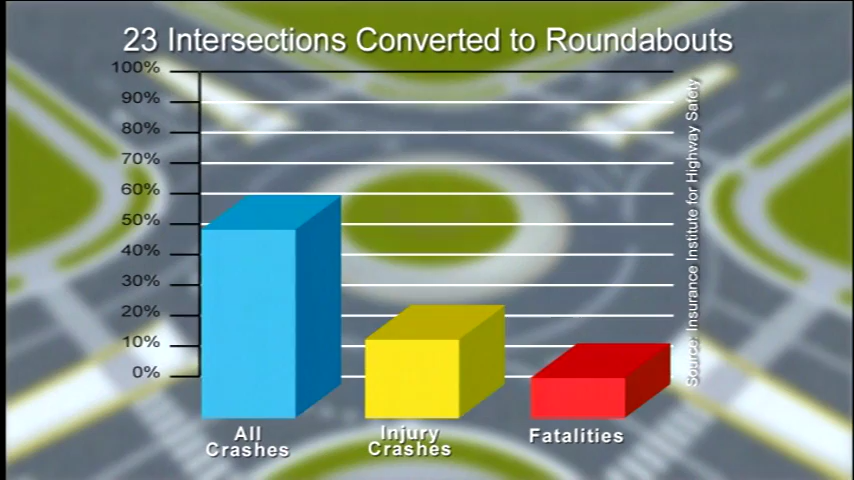 23 Intersections Converted to Roundabouts
100%
90%
80%
70%
60%
50%
40%
30%
20%
10%
0%
Source: Insurance Institute for Highway Safety
All
Crashes
Injury
Crashes
Fatalities